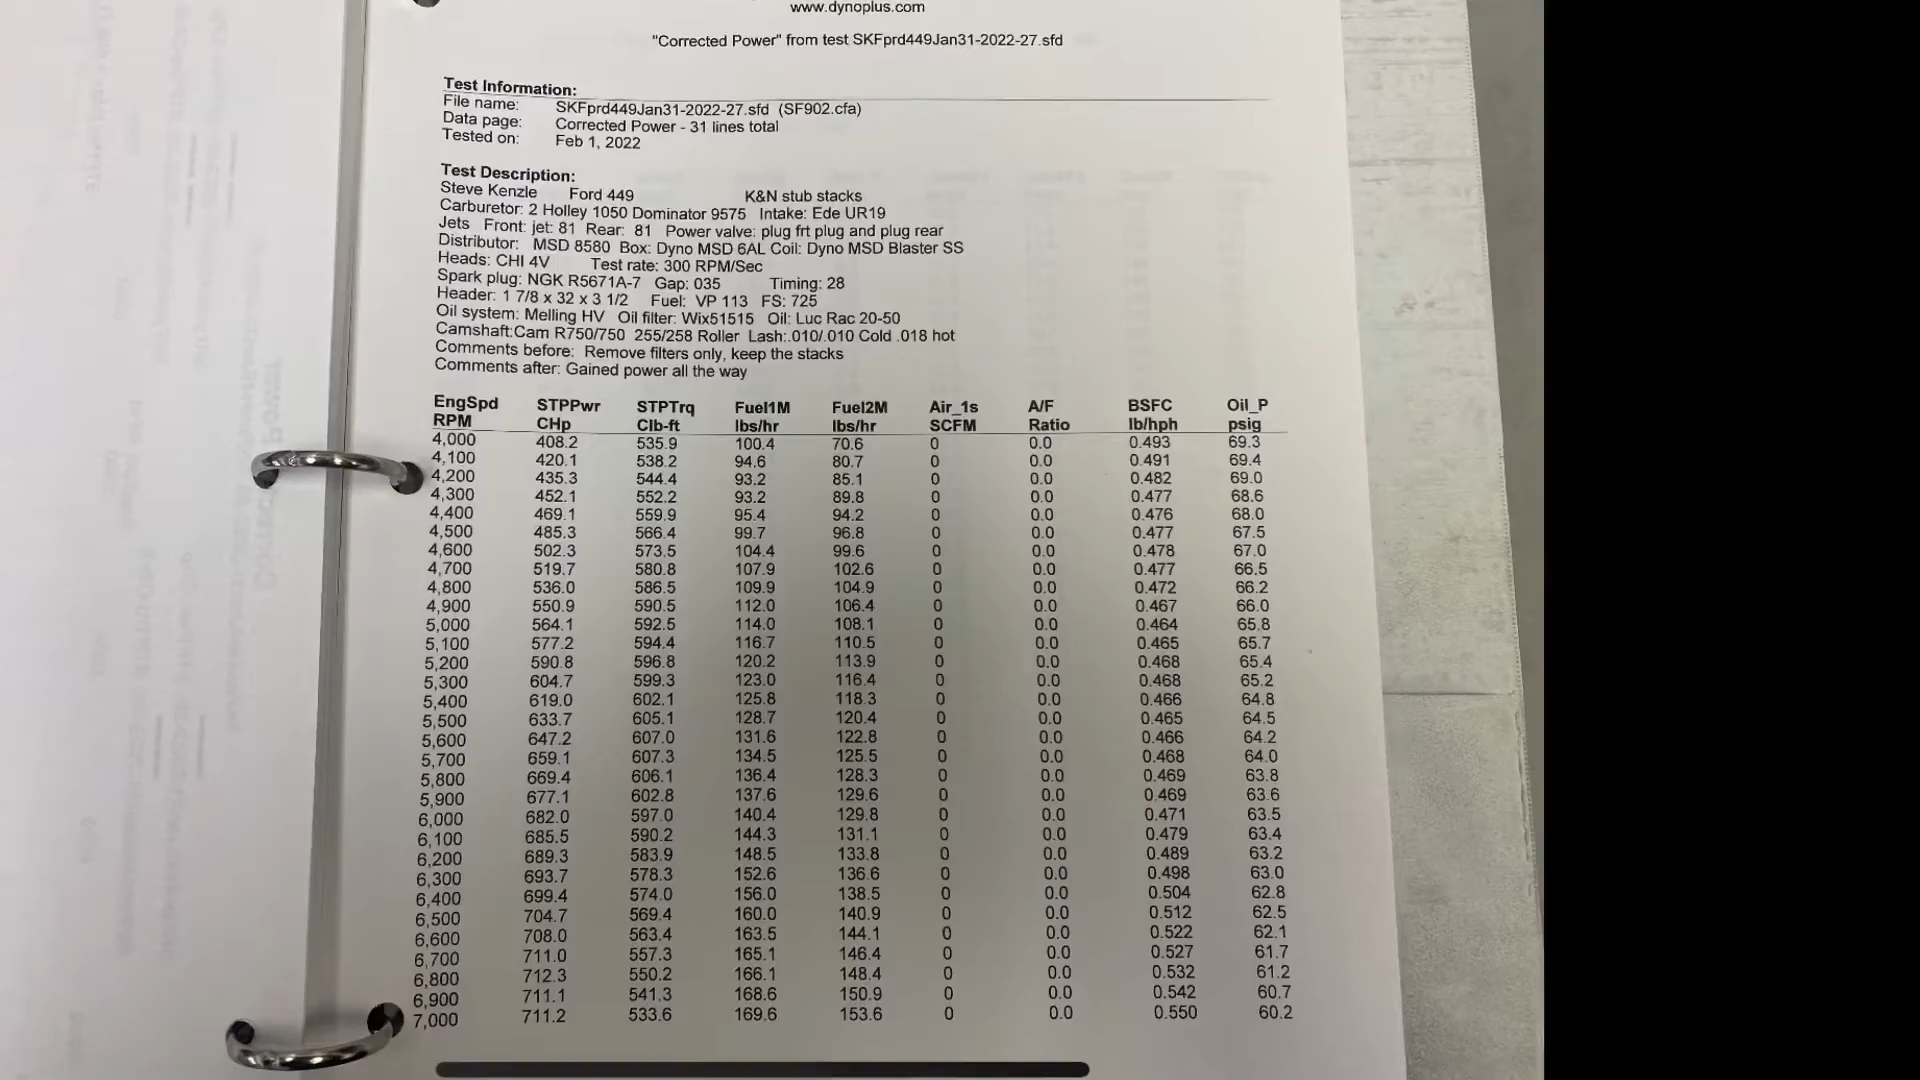 www.dynoplus.com
"Corrected Power" from test SKFprd449Jan31-2022-27.sfd
Test Information:
File name: SKFprd449Jan31-2022-27.sfd (SF902.cfa)
Data page: Corrected Power - 31 lines total
Tested on: Feb 1, 2022
Test Description:
Steve Kenzle Ford 449 K&N stub stacks
Carburetor: 2 Holley 1050 Dominator 9575 Intake: Ede UR19
Jets Front: jet: 81 Rear: 81 Power valve: plug frt plug and plug rear
Distributor: MSD 8580 Box: Dyno MSD 6AL Coil: Dyno MSD Blaster SS
Heads: CHI 4V Test rate: 300 RPM/Sec
Spark plug: NGK R5671A-7 Gap: 035 Timing: 28
Header: 1 7/8 x 32 x 3 1/2 Fuel: VP 113 FS: 725
Oil system: Melling HV Oil filter: Wix51515 Oil: Luc Rac 20-50
Camshaft:Cam R750/750 255/258 Roller Lash:.010/.010 Cold .018 hot
Comments before: Remove filters only, keep the stacks
Comments after: Gained power all the way
EngSpd STPPwr STPTrq Fuel1M Fuel2M Air_1s A/F BSFC Oil_P
RPM CHp Clb-ft lbs/hr lbs/hr SCFM Ratio lb/hph psig
4,000 408.2 535.9 100.4 70.6 0 0.0 0.493 69.3
4,100 420.1 538.2 94.6 80.7 0 0.0 0.491 69.4
4,200 435.3 544.4 93.2 85.1 0 0.0 0.482 69.0
4,300 452.1 552.2 93.2 89.8 0 0.0 0.477 68.6
4,400 469.1 559.9 95.4 94.2 0 0.0 0.476 68.0
4,500 485.3 566.4 99.7 96.8 0 0.0 0.477 67.5
4,600 502.3 573.5 104.4 99.6 0 0.0 0.478 67.0
4,700 519.7 580.8 107.9 102.6 0 0.0 0.477 66.5
4,800 536.0 586.5 109.9 104.9 0 0.0 0.472 66.2
4,900 550.9 590.5 112.0 106.4 0 0.0 0.467 66.0
5,000 564.1 592.5 114.0 108.1 0 0.0 0.464 65.8
5,100 577.2 594.4 116.7 110.5 0 0.0 0.465 65.7
5,200 590.8 596.8 120.2 113.9 0 0.0 0.468 65.4
5,300 604.7 599.3 123.0 116.4 0 0.0 0.468 65.2
5,400 619.0 602.1 125.8 118.3 0 0.0 0.466 64.8
5,500 633.7 605.1 128.7 120.4 0 0.0 0.465 64.5
5,600 647.2 607.0 131.6 122.8 0 0.0 0.466 64.2
5,700 659.1 607.3 134.5 125.5 0 0.0 0.468 64.0
5,800 669.4 606.1 136.4 128.3 0 0.0 0.469 63.8
5,900 677.1 602.8 137.6 129.6 0 0.0 0.469 63.6
6,000 682.0 597.0 140.4 129.8 0 0.0 0.471 63.5
6,100 685.5 590.2 144.3 131.1 0 0.0 0.479 63.4
6,200 689.3 583.9 148.5 133.8 0 0.0 0.489 63.2
6,300 693.7 578.3 152.6 136.6 0 0.0 0.498 63.0
6,400 699.4 574.0 156.0 138.5 0 0.0 0.504 62.8
6,500 704.7 569.4 160.0 140.9 0 0.0 0.512 62.5
6,600 708.0 563.4 163.5 144.1 0 0.0 0.522 62.1
6,700 711.0 557.3 165.1 146.4 0 0.0 0.527 61.7
6,800 712.3 550.2 166.1 148.4 0 0.0 0.532 61.2
6,900 711.1 541.3 168.6 150.9 0 0.0 0.542 60.7
7,000 711.2 533.6 169.6 153.6 0 0.0 0.550 60.2